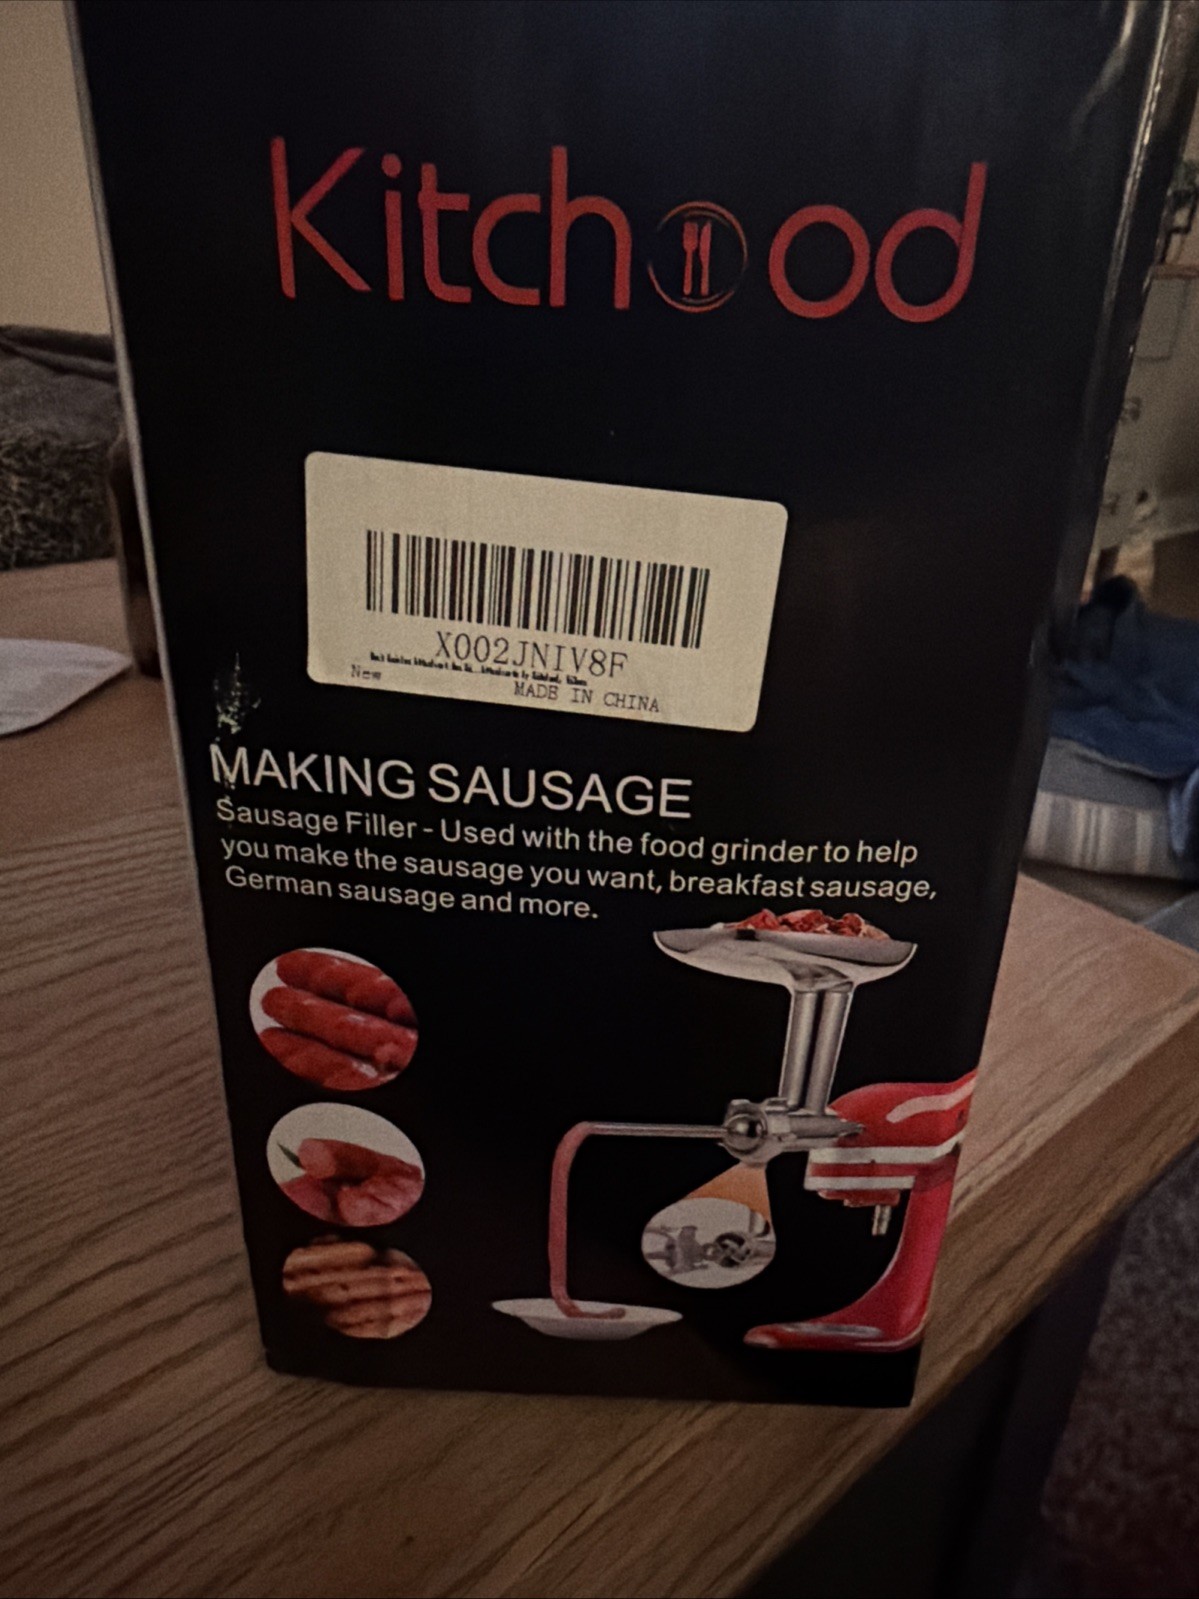 Kitchood
X002JNIV8F
New
MADE IN CHINA
MAKING SAUSAGE
Sausage Filler - Used with the food grinder to help
you make the sausage you want, breakfast sausage,
German sausage and more.